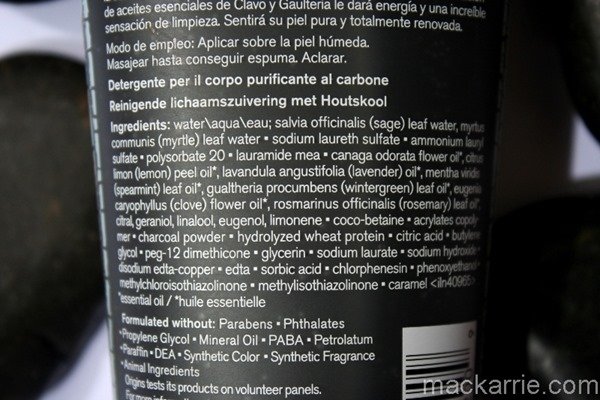 de aceites esenciales de Clavo y Gaulteria le dará energía y una increíble
sensación de limpieza. Sentirá su piel pura y totalmente renovada.
Modo de empleo: Aplicar sobre la piel húmeda.
Masajear hasta conseguir espuma. Aclarar.
Detergente per il corpo purificante al carbone
Reinigende lichaamszuivering met Houtskool
Ingredients: water\aqua\eau; salvia officinalis (sage) leaf water, myrtus
communis (myrtle) leaf water • sodium laureth sulfate • ammonium lauryl
sulfate • polysorbate 20 • lauramide mea • canaga odorata flower oil*, citrus
limon (lemon) peel oil*, lavandula angustifolia (lavender) oil*, mentha viridis
(spearmint) leaf oil*, gualtheria procumbens (wintergreen) leaf oil*, eugenia
caryophyllus (clove) flower oil*, rosmarinus officinalis (rosemary) leaf oil*,
citral, geraniol, linalool, eugenol, limonene • coco-betaine • acrylates copoly-
mer • charcoal powder • hydrolyzed wheat protein • citric acid • butylene
glycol • peg-12 dimethicone • glycerin • sodium laurate • sodium hydroxide •
disodium edta-copper • edta • sorbic acid • chlorphenesin • phenoxyethanol •
methylchloroisothiazolinone • methylisothiazolinone • caramel <iln40965>
*essential oil / *huile essentielle
Formulated without: Parabens • Phthalates
• Propylene Glycol • Mineral Oil • PABA • Petrolatum
• Paraffin • DEA • Synthetic Color • Synthetic Fragrance
• Animal Ingredients
Origins tests its products on volunteer panels.
For more information
mackarrie.com